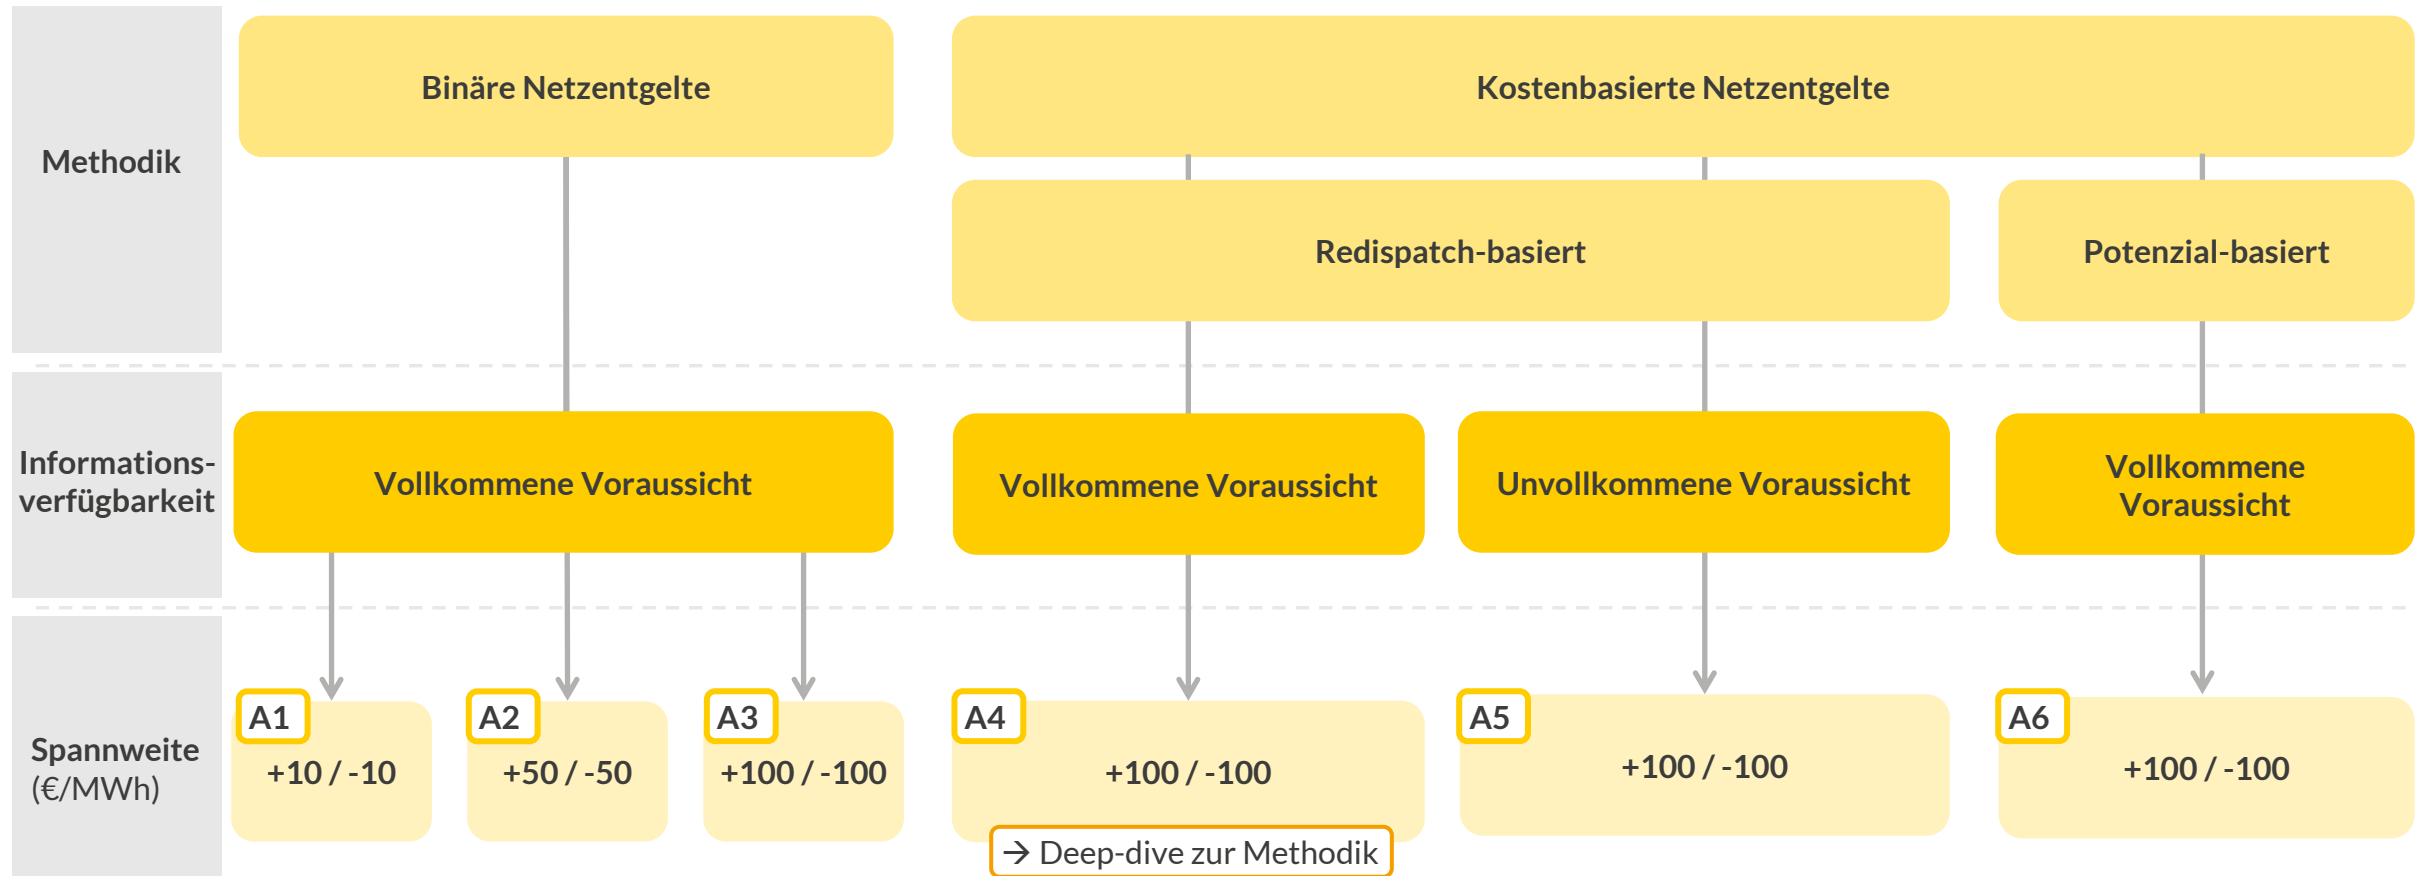 Methodik
Binäre Netzentgelte
Kostenbasierte Netzentgelte
Redispatch-basiert
Potenzial-basiert
Informations-
verfügbarkeit
Vollkommene Voraussicht
Vollkommene Voraussicht
Unvollkommene Voraussicht
Vollkommene
Voraussicht
Spannweite
(€/MWh)
A1
+10 / -10
A2
+50 / -50
A3
+100 / -100
A4
+100 / -100
→ Deep-dive zur Methodik
A5
+100 / -100
A6
+100 / -100